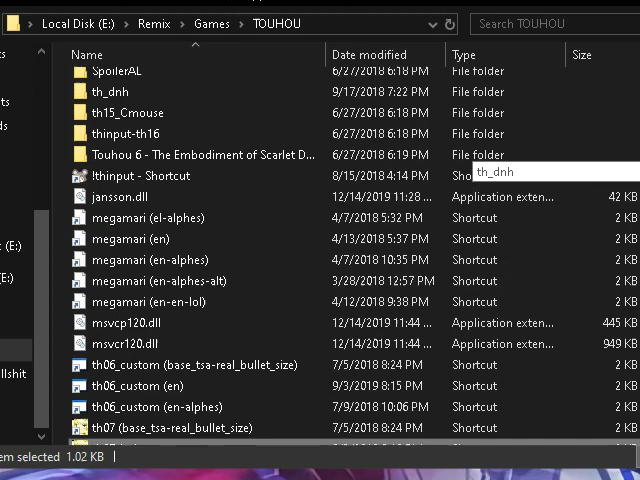 Local Disk (E:) > Remix > Games > TOUHOU
Search TOUHOU
Name Date modified Type Size
SpoilerAL 6/27/2018 6:18 PM File folder
th_dnh 9/17/2018 7:22 PM File folder
th15_Cmouse 6/27/2018 6:18 PM File folder
thinput-th16 6/27/2018 6:18 PM File folder
Touhou 6 - The Embodiment of Scarlet D... 6/27/2018 6:19 PM File folder
!thinput - Shortcut 8/15/2018 4:14 PM Sho
th_dnh
jansson.dll 12/14/2019 11:28 ... Application exten... 42 KB
megamari (el-alphes) 4/7/2018 5:32 PM Shortcut 2 KB
megamari (en) 4/13/2018 5:37 PM Shortcut 2 KB
megamari (en-alphes) 4/7/2018 10:35 PM Shortcut 2 KB
megamari (en-alphes-alt) 3/28/2018 12:57 PM Shortcut 2 KB
megamari (en-en-lol) 4/12/2018 9:38 PM Shortcut 2 KB
msvcp120.dll 12/14/2019 11:44 ... Application exten... 445 KB
msvcr120.dll 12/14/2019 11:44 ... Application exten... 949 KB
th06_custom (base_tsa-real_bullet_size) 7/5/2018 8:24 PM Shortcut 2 KB
th06_custom (en) 9/3/2019 8:15 PM Shortcut 2 KB
th06_custom (en-alphes) 7/9/2018 10:06 PM Shortcut 2 KB
th07 (base_tsa-real_bullet_size) 7/5/2018 8:24 PM Shortcut 2 KB
em selected 1.02 KB
ts
ds
(E:)
E:)
llshit